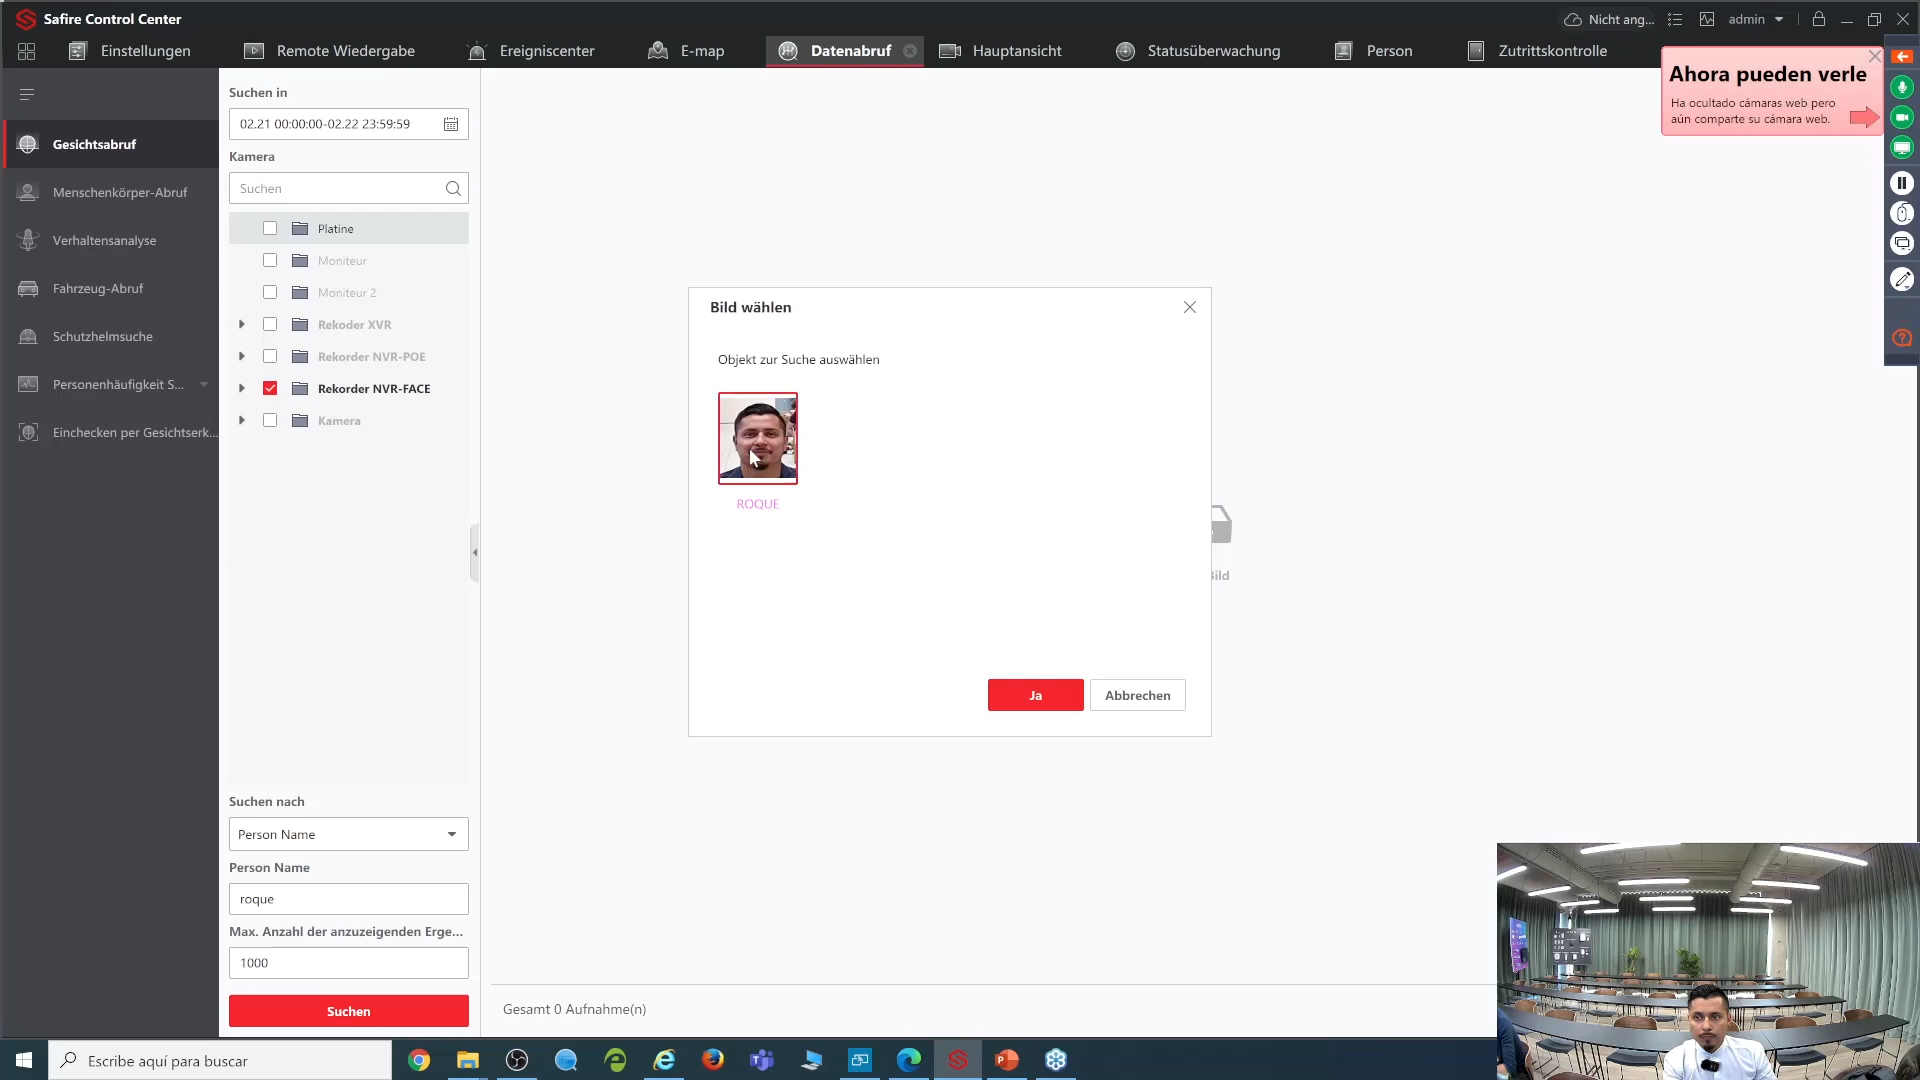 Safire Control Center
Nicht ang...
admin
Einstellungen
Remote Wiedergabe
Ereigniscenter
E-map
Datenabruf
Hauptansicht
Statusüberwachung
Person
Zutrittskontrolle
Ahora pueden verle
Ha ocultado cámaras web pero
aún comparte su cámara web.
Gesichtsabruf
Menschenkörper-Abruf
Verhaltensanalyse
Fahrzeug-Abruf
Schutzhelmsuche
Personenhäufigkeit S...
Einchecken per Gesichtserk...
Suchen in
02.21 00:00:00-02.22 23:59:59
Kamera
Suchen
Platine
Moniteur
Moniteur 2
Rekoder XVR
Rekorder NVR-POE
Rekorder NVR-FACE
Kamera
Suchen nach
Person Name
Person Name
roque
Max. Anzahl der anzuzeigenden Erge...
1000
Suchen
Bild wählen
Objekt zur Suche auswählen
ROQUE
Ja
Abbrechen
Bild
Gesamt 0 Aufnahme(n)
Escribe aquí para buscar